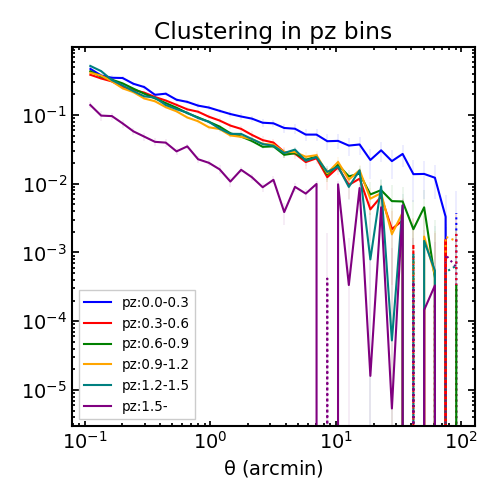 Clustering in pz bins
10⁻¹
10⁻²
10⁻³
10⁻⁴
10⁻⁵
pz:0.0-0.3
pz:0.3-0.6
pz:0.6-0.9
pz:0.9-1.2
pz:1.2-1.5
pz:1.5-
10⁻¹ 10⁰ 10¹ 10²
θ (arcmin)